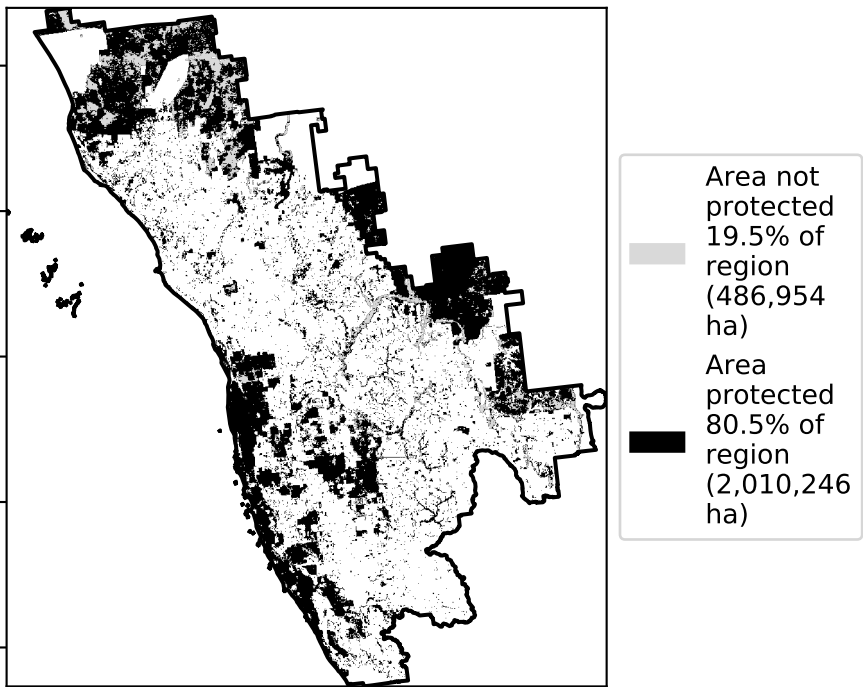 Area not
protected
19.5% of
region
(486,954
ha)
Area
protected
80.5% of
region
(2,010,246
ha)